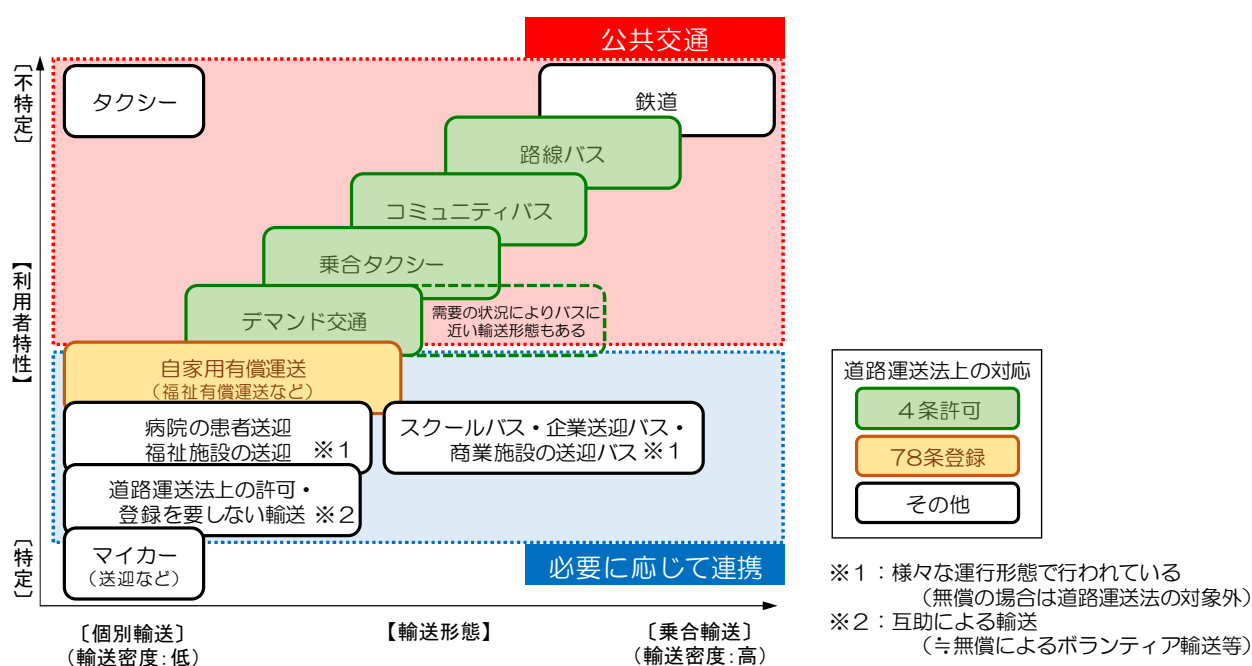 公共交通
〔不特定〕
タクシー
鉄道
路線バス
コミュニティバス
乗合タクシー
デマンド交通
需要の状況によりバスに
近い輸送形態もある
【利用者特性】
自家用有償運送
（福祉有償運送など）
病院の患者送迎
福祉施設の送迎　※１
スクールバス・企業送迎バス・
商業施設の送迎バス※１
道路運送法上の許可・
登録を要しない輸送 ※２
〔特定〕
マイカー
（送迎など）
必要に応じて連携
〔個別輸送〕
（輸送密度:低）
【輸送形態】
〔乗合輸送〕
（輸送密度:高）
道路運送法上の対応
４条許可
78条登録
その他
※１：様々な運行形態で行われている
（無償の場合は道路運送法の対象外）
※２：互助による輸送
（≒無償によるボランティア輸送等）